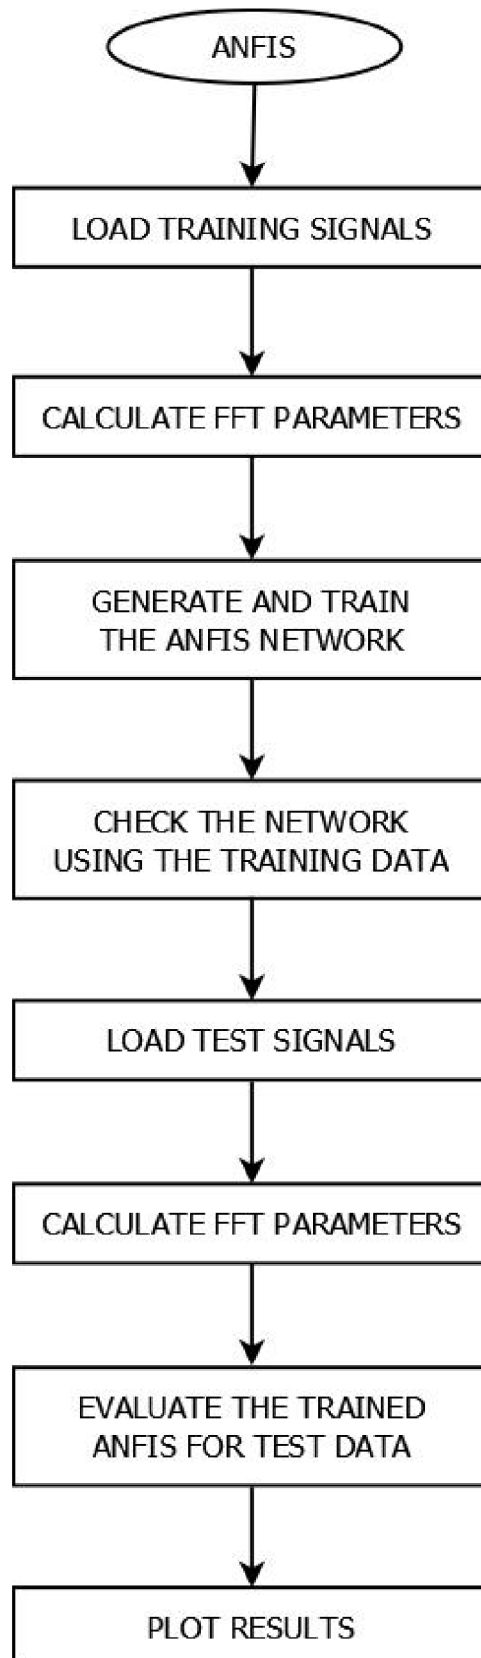 ANFIS
LOAD TRAINING SIGNALS
CALCULATE FFT PARAMETERS
GENERATE AND TRAIN
THE ANFIS NETWORK
CHECK THE NETWORK
USING THE TRAINING DATA
LOAD TEST SIGNALS
CALCULATE FFT PARAMETERS
EVALUATE THE TRAINED
ANFIS FOR TEST DATA
PLOT RESULTS